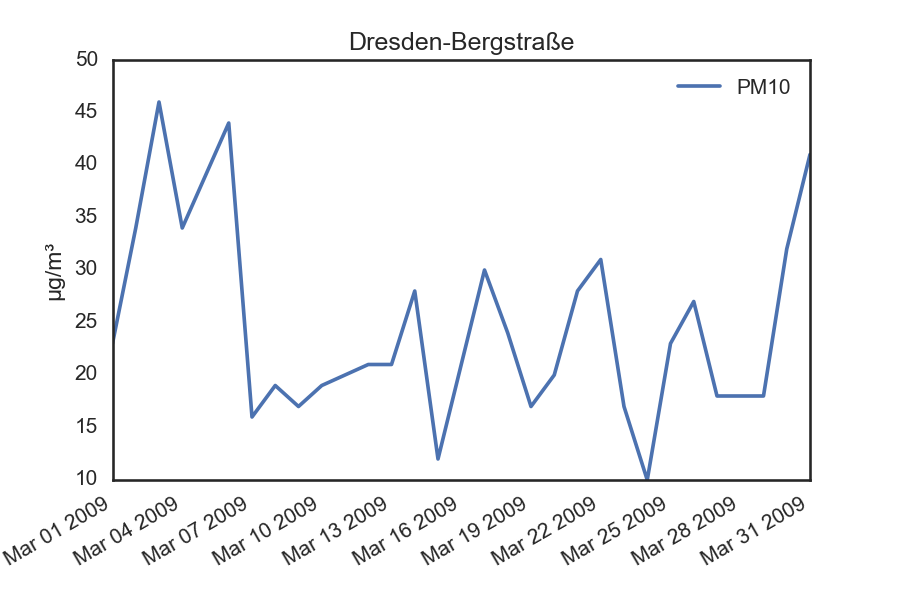 Dresden-Bergstraße
50
45
40
35
30
25
20
15
10
µg/m³
PM10
Mar 01 2009
Mar 04 2009
Mar 07 2009
Mar 10 2009
Mar 13 2009
Mar 16 2009
Mar 19 2009
Mar 22 2009
Mar 25 2009
Mar 28 2009
Mar 31 2009